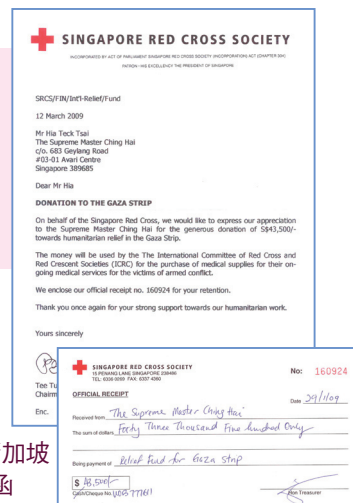 SINGAPORE RED CROSS SOCIETY
INCORPORATED BY ACT OF PARLIAMENT SINGAPORE RED CROSS SOCIETY (INCORPORATION) ACT (CHAPTER 304)
PATRON: HIS EXCELLENCY THE PRESIDENT OF SINGAPORE
SRCS/FIN/Int'l-Relief/Fund
12 March 2009
Mr Hia Teck Tsai
The Supreme Master Ching Hai
c/o. 683 Geylang Road
#03-01 Avari Centre
Singapore 389685
Dear Mr Hia
DONATION TO THE GAZA STRIP
On behalf of the Singapore Red Cross, we would like to express our appreciation
to the Supreme Master Ching Hai for the generous donation of S$43,500/-
towards humanitarian relief in the Gaza Strip.
The money will be used by the The International Committee of Red Cross and
Red Crescent Societies (ICRC) for the purchase of medical supplies for their on-
going medical services for the victims of armed conflict.
We enclose our official receipt no. 160924 for your retention.
Thank you once again for your strong support towards our humanitarian work.
Yours sincerely
Tee Tu
Chairm
Enc.
SINGAPORE RED CROSS SOCIETY
15 PENANG LANE SINGAPORE 238486
TEL: 6336 0269 FAX: 6337 4360
No: 160924
OFFICIAL RECEIPT
Date 29/1/09
Received from The Supreme Master Ching Hai
The sum of dollars Forty Three Thousand Five hundred Only
Being payment of Relief Fund for Gaza Strip
$ 43,500/-
Cash/Cheque No. UOB 777611
Hon Treasurer
加坡
函